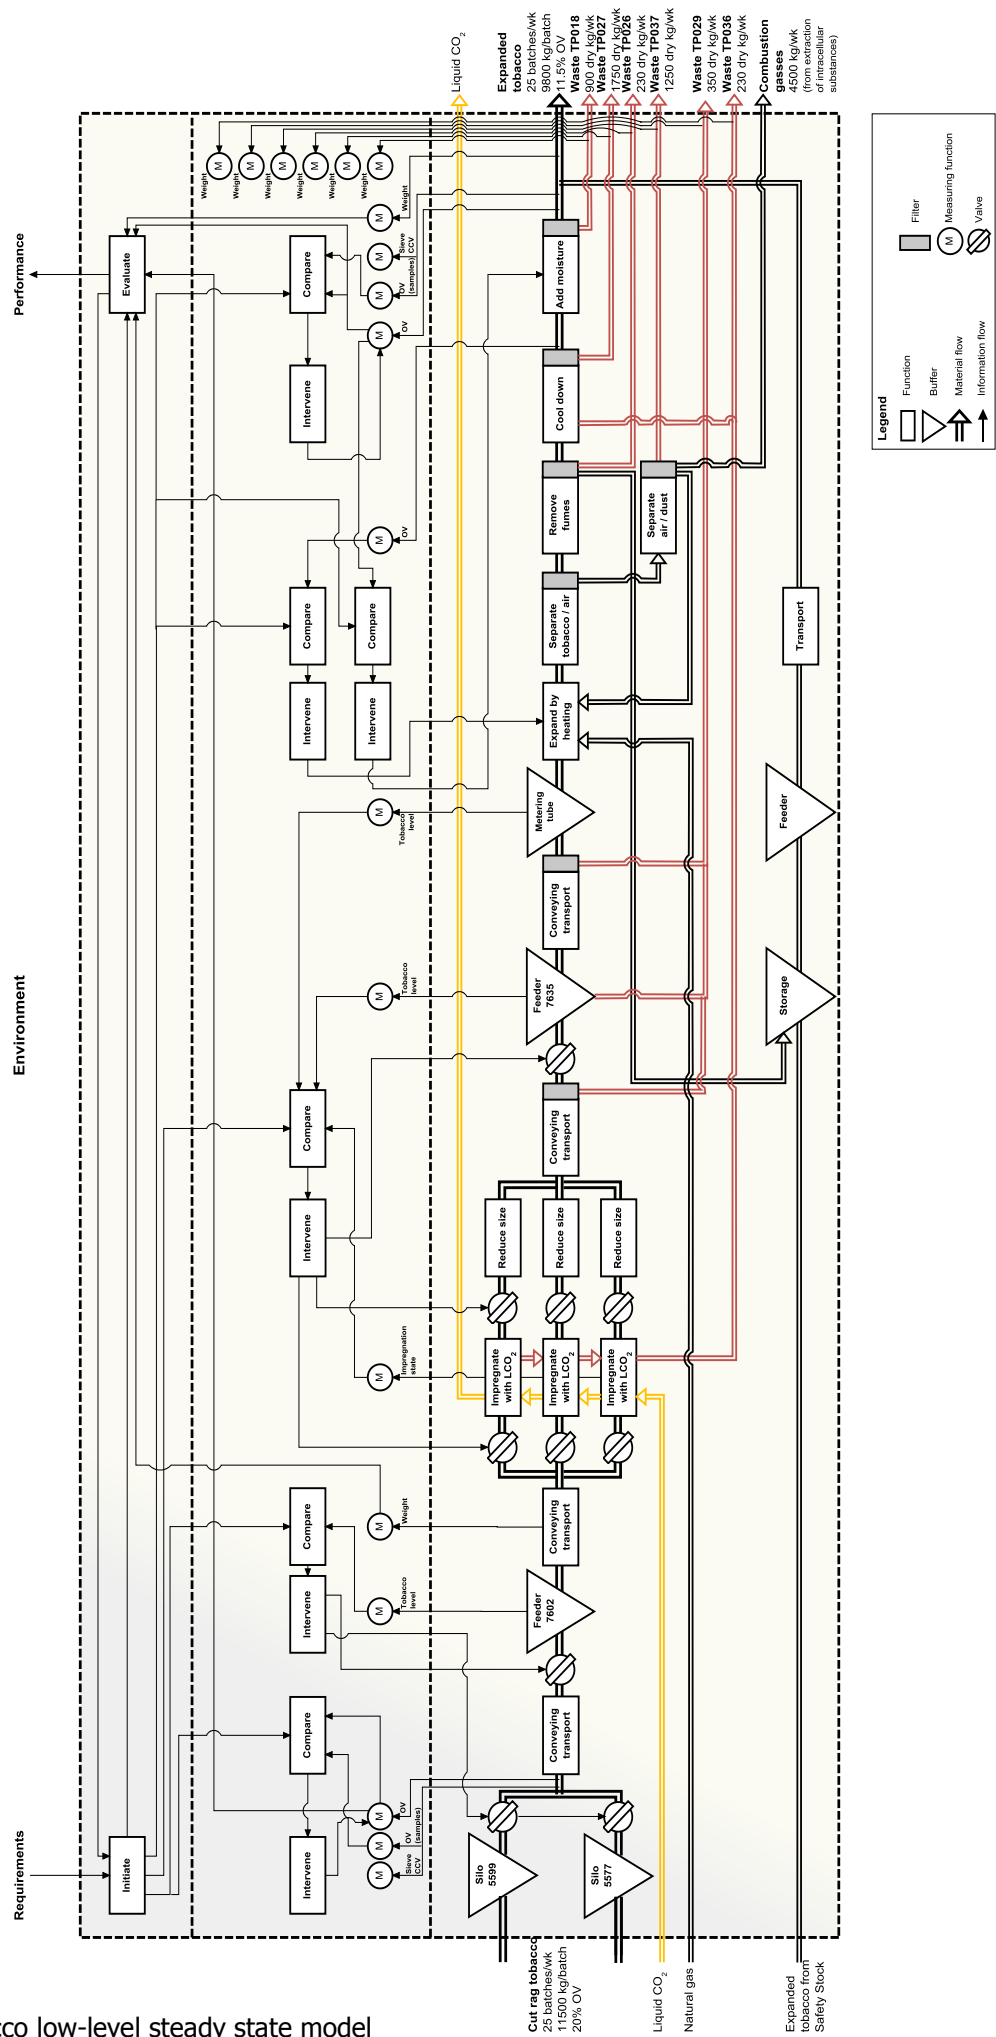 Requirements
Environment
Performance
Initiate
Evaluate
Intervene
Compare
M
M
M
Sieve
CCV
OV
(samples)
OV
Intervene
Compare
M
Tobacco
level
M
Weight
Intervene
Compare
M
Impregnation
state
M
Tobacco
level
M
Tobacco
level
Intervene
Compare
Intervene
Compare
M
OV
Intervene
Compare
M
OV
M
OV
(samples)
M
Sieve
CCV
M
Weight
M
Weight
M
Weight
M
Weight
M
Weight
M
Weight
M
Weight
Silo
5599
Silo
5577
Conveying
transport
Feeder
7602
Conveying
transport
Impregnate
with LCO2
Impregnate
with LCO2
Impregnate
with LCO2
Reduce size
Reduce size
Reduce size
Conveying
transport
Feeder
7635
Conveying
transport
Metering
tube
Expand by
heating
Separate
tobacco / air
Remove
fumes
Separate
air / dust
Cool down
Add moisture
Storage
Feeder
Transport
Cut rag tobacco
25 batches/wk
11500 kg/batch
20% OV
Liquid CO2
Natural gas
Expanded
tobacco from
Safety Stock
Liquid CO2
Expanded
tobacco
25 batches/wk
9800 kg/batch
11.5% OV
Waste TP018
900 dry kg/wk
Waste TP027
1750 dry kg/wk
Waste TP026
230 dry kg/wk
Waste TP037
1250 dry kg/wk
Waste TP029
350 dry kg/wk
Waste TP036
230 dry kg/wk
Combustion
gasses
4500 kg/wk
(from extraction
of intracellular
substances)
Legend
Function
Buffer
Material flow
Information flow
Filter
M
Measuring function
Valve
cco low-level steady state model